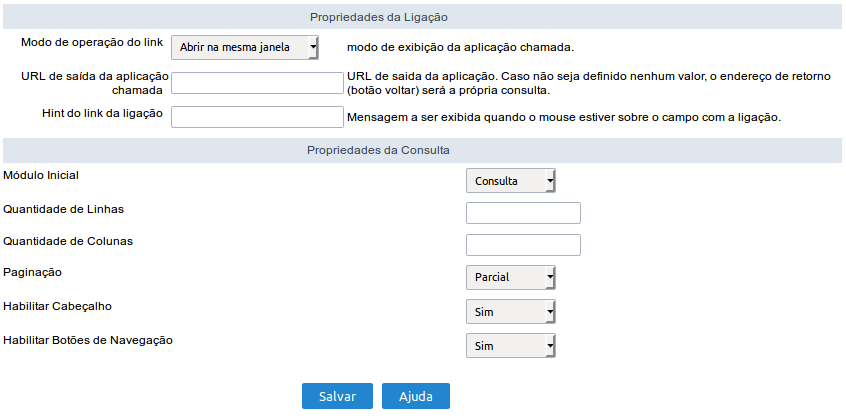 Propriedades da Ligação
Modo de operação do link
Abrir na mesma janela
modo de exibição da aplicação chamada.
URL de saída da aplicação
chamada
URL de saida da aplicação. Caso não seja definido nenhum valor, o endereço de retorno
(botão voltar) será a própria consulta.
Hint do link da ligação
Mensagem a ser exibida quando o mouse estiver sobre o campo com a ligação.
Propriedades da Consulta
Módulo Inicial
Consulta
Quantidade de Linhas
Quantidade de Colunas
Paginação
Parcial
Habilitar Cabeçalho
Sim
Habilitar Botões de Navegação
Sim
Salvar
Ajuda